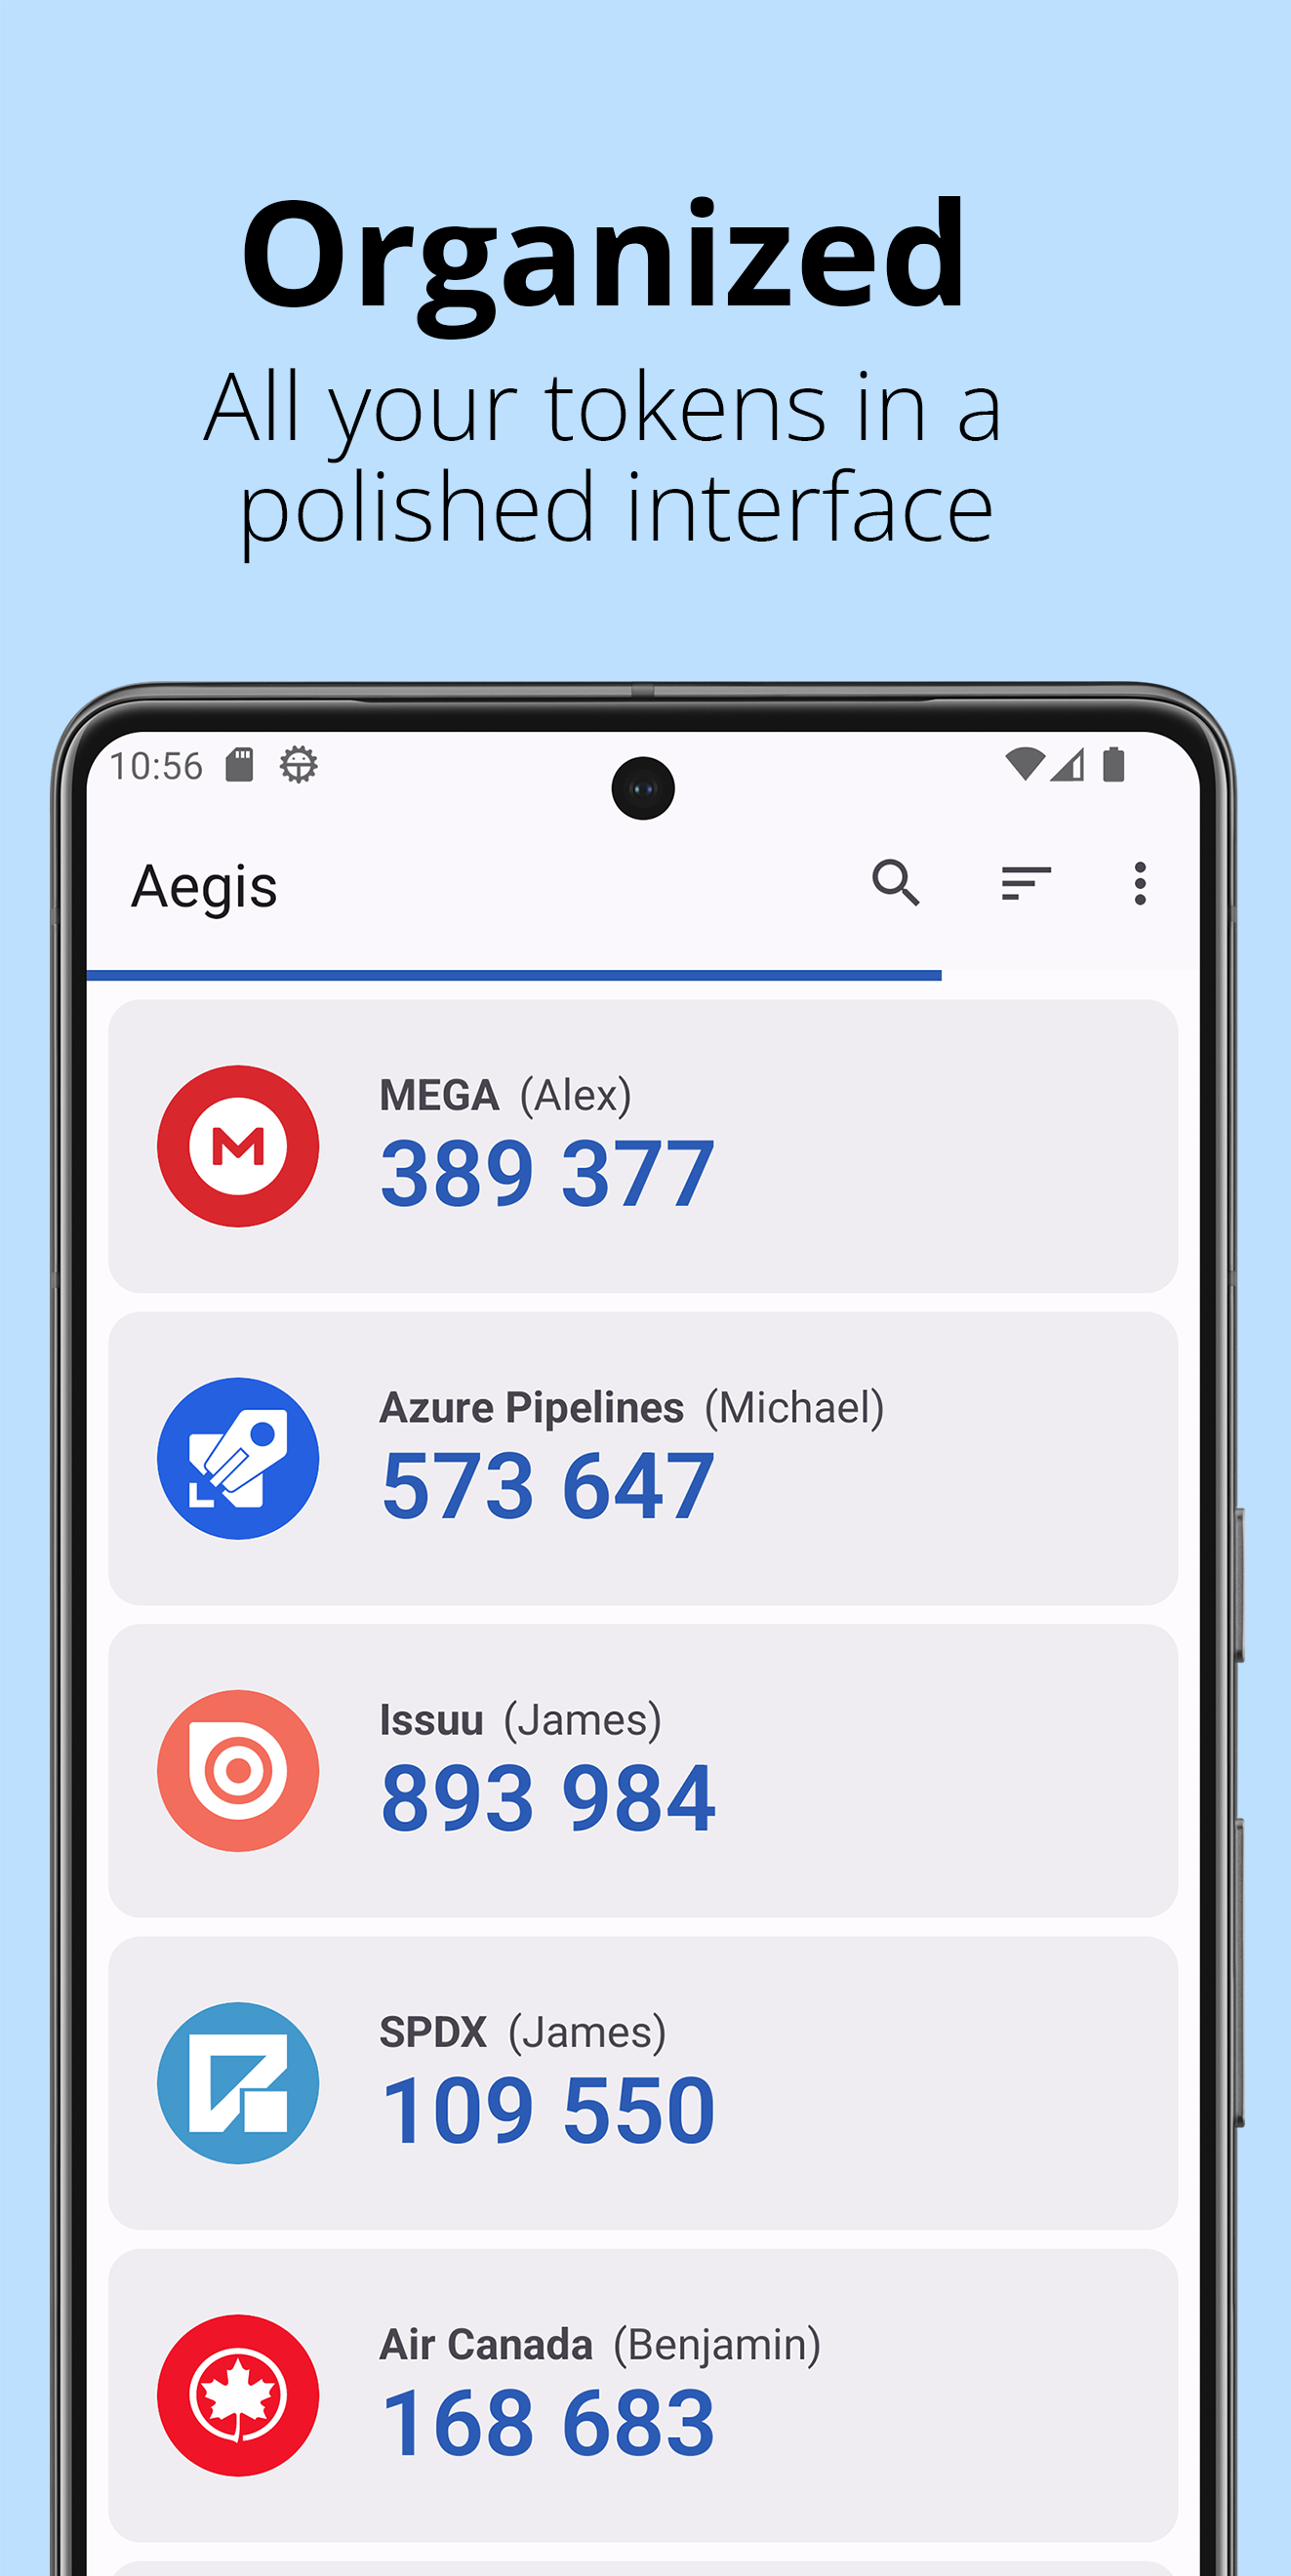 Organized
All your tokens in a
polished interface
10:56
Aegis
MEGA (Alex)
389 377
Azure Pipelines (Michael)
573 647
Issuu (James)
893 984
SPDX (James)
109 550
Air Canada (Benjamin)
168 683